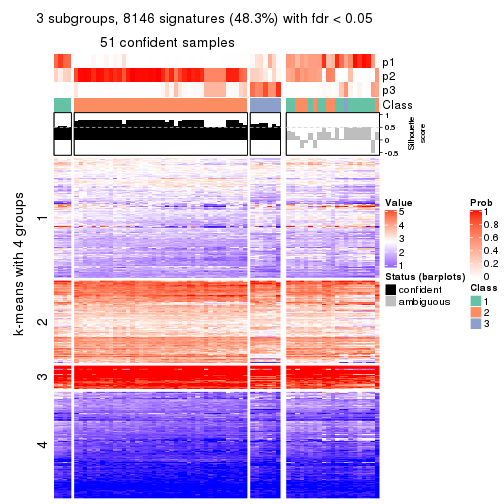 3 subgroups, 8146 signatures (48.3%) with fdr < 0.05
51 confident samples
p1
p2
p3
Class
1
0.5
0
-0.5
Silhouette
score
k-means with 4 groups
1
2
3
4
Value
5
4
3
2
1
Status (barplots)
confident
ambiguous
Prob
1
0.8
0.6
0.4
0.2
0
Class
1
2
3